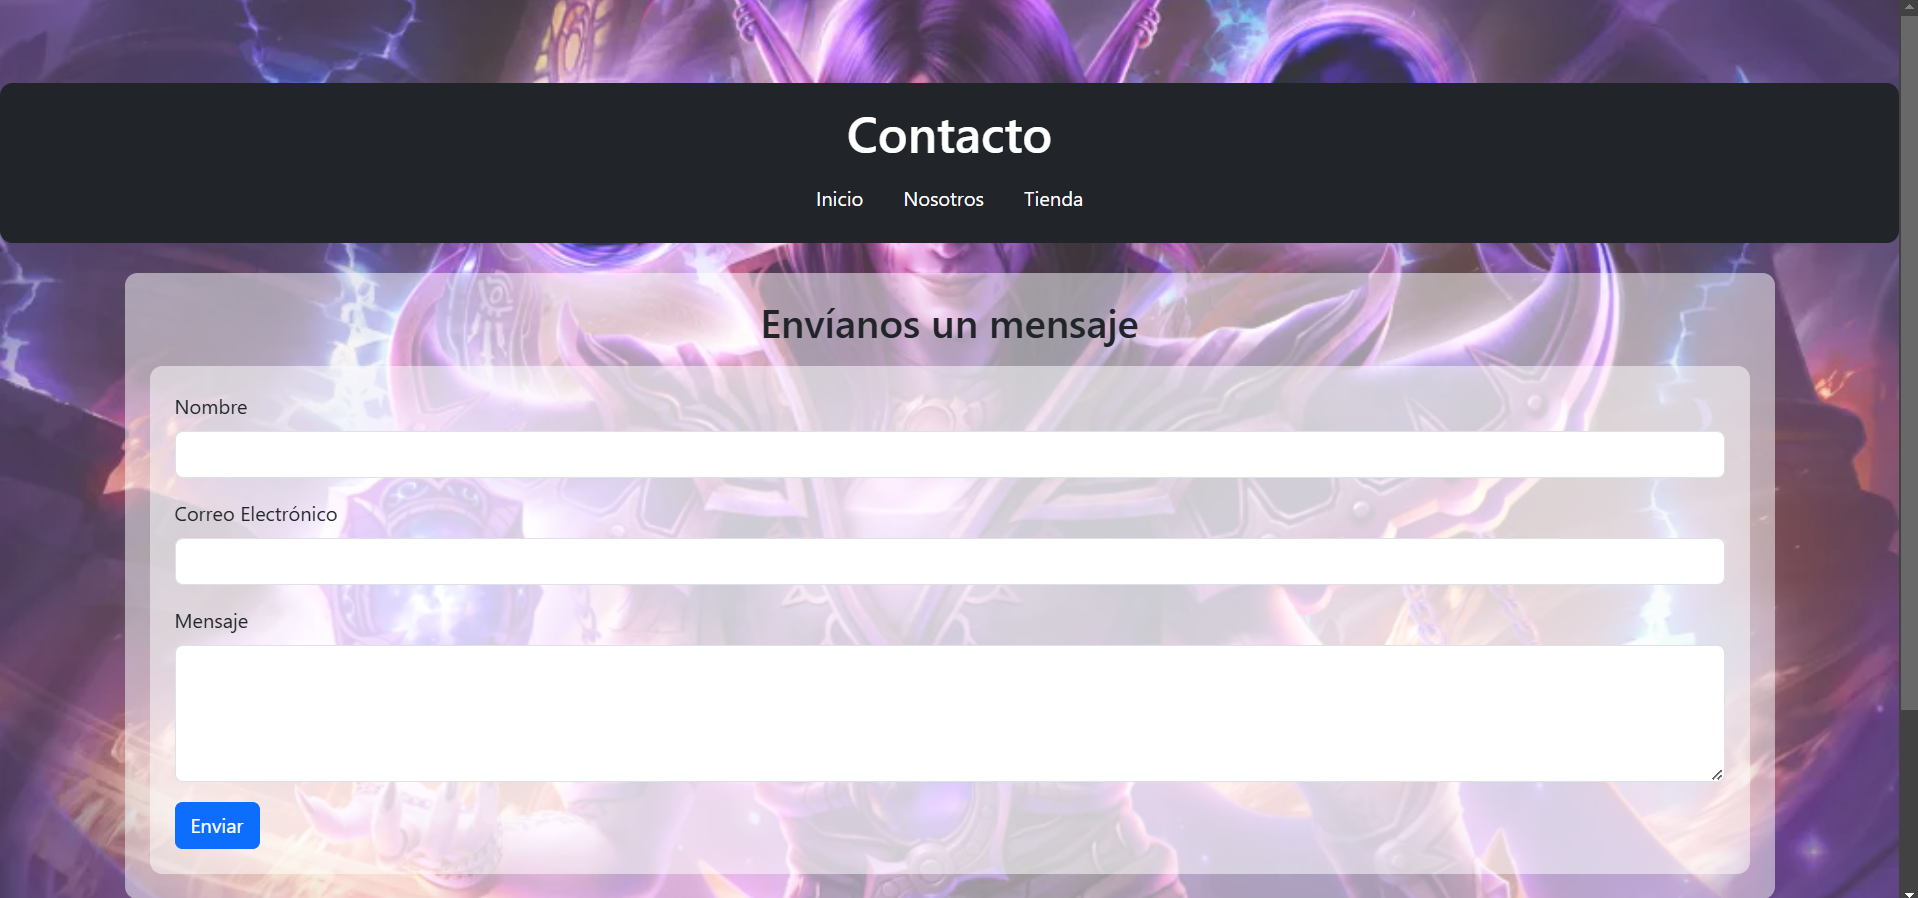 Contacto
Inicio Nosotros Tienda
Envíanos un mensaje
Nombre
Correo Electrónico
Mensaje
Enviar